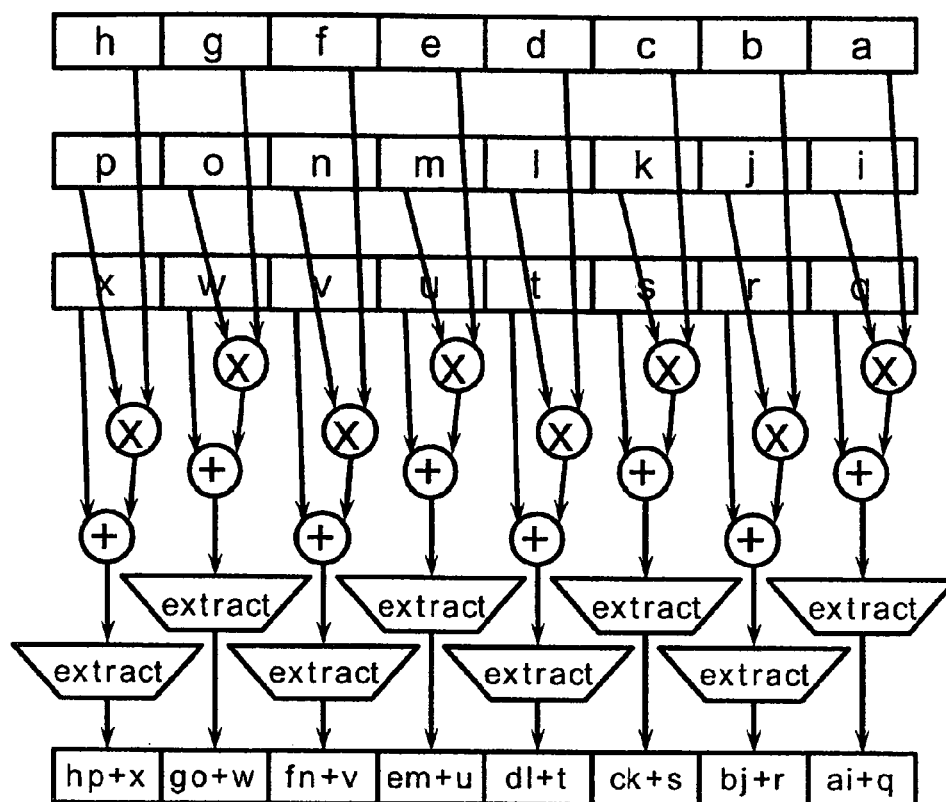 h g f e d c b a
p o n m l k j i
x w v u t s r q
X X X X
X X X X
+ + + +
+ + + +
extract extract extract extract
extract extract extract extract
hp+x go+w fn+v em+u dl+t ck+s bj+r ai+q